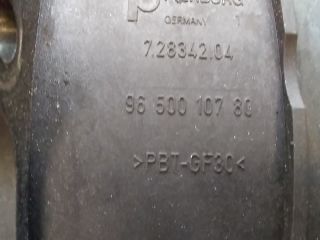 GERMANY
7.28342.04
96 500 107 80
>PBT-GF30<